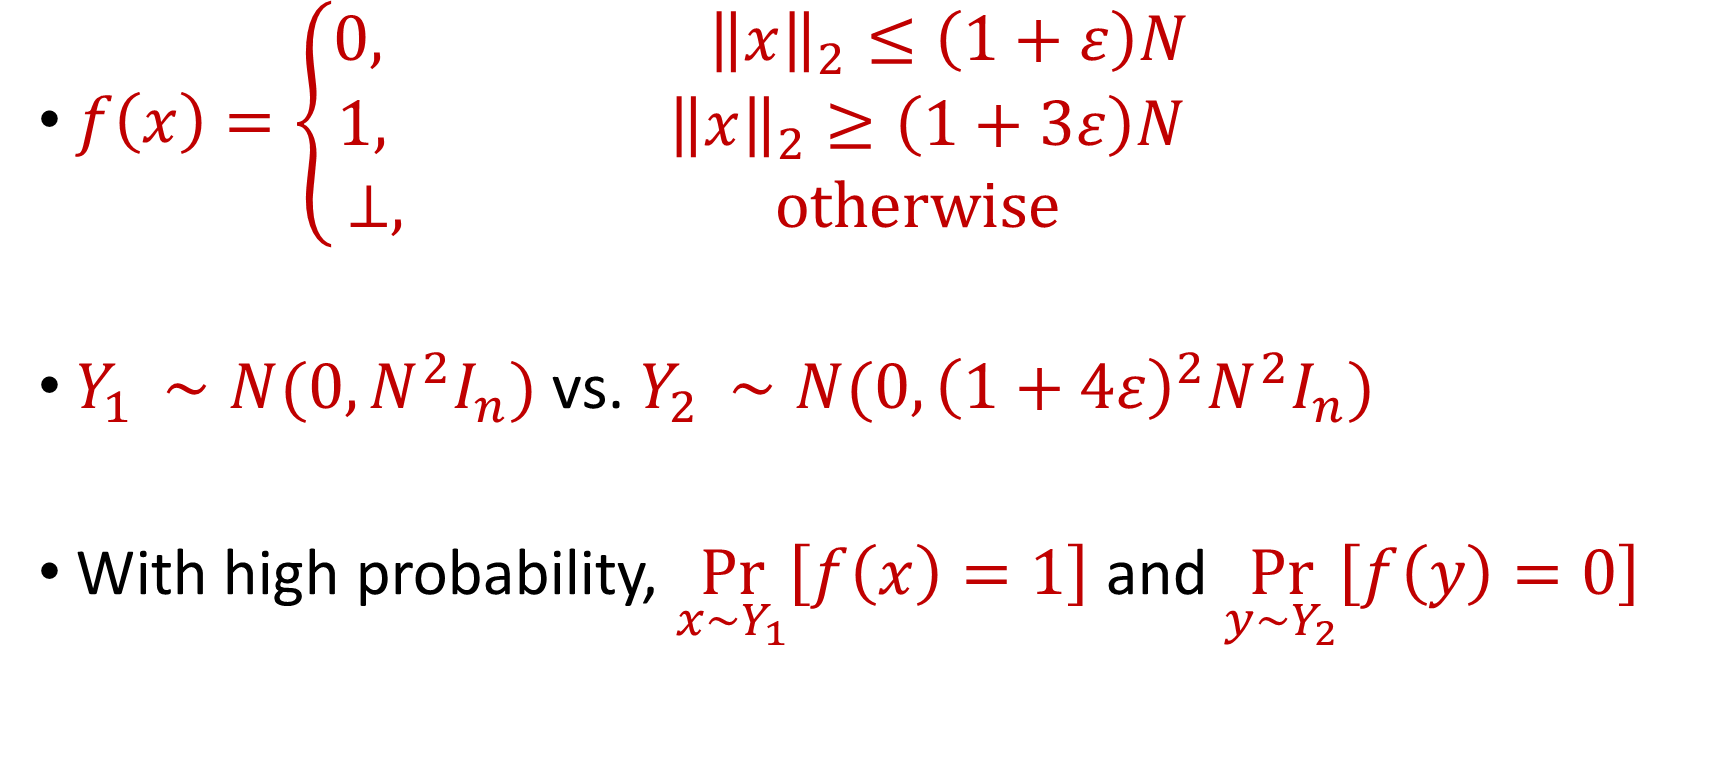 • f(x) = { 0, ‖x‖₂ ≤ (1 + ε)N
1, ‖x‖₂ ≥ (1 + 3ε)N
⊥, otherwise
• Y₁ ~ N(0, N²Iₙ) vs. Y₂ ~ N(0, (1 + 4ε)²N²Iₙ)
• With high probability, Pr_{x~Y₁} [f(x) = 1] and Pr_{y~Y₂} [f(y) = 0]